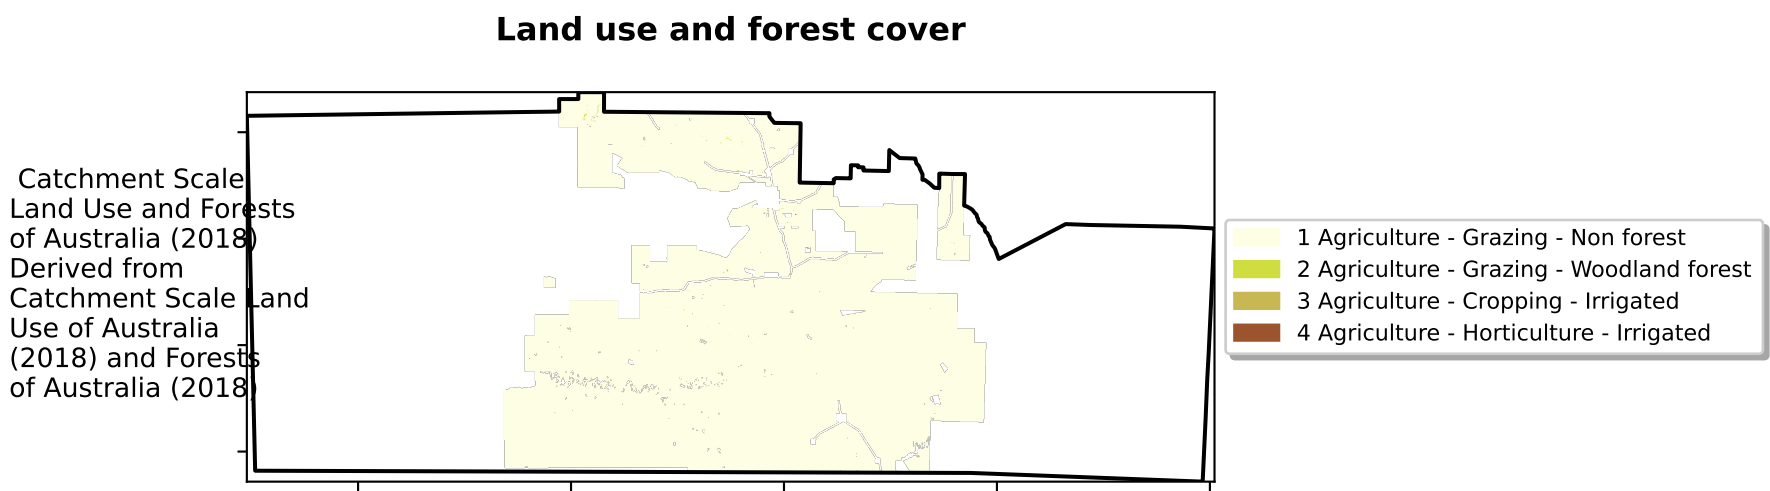 Land use and forest cover
Catchment Scale
Land Use and Forests
of Australia (2018)
Derived from
Catchment Scale Land
Use of Australia
(2018) and Forests
of Australia (2018)
1 Agriculture - Grazing - Non forest
2 Agriculture - Grazing - Woodland forest
3 Agriculture - Cropping - Irrigated
4 Agriculture - Horticulture - Irrigated